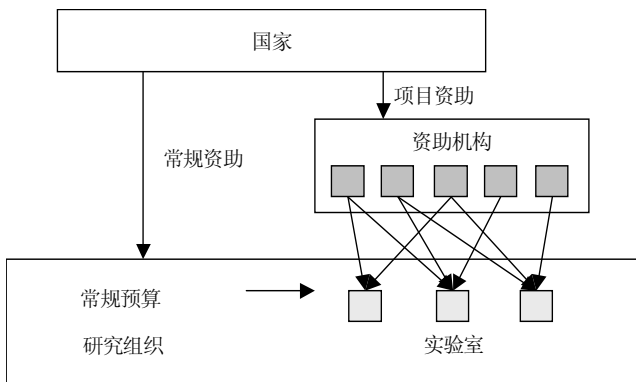 国家
项目资助
资助机构
常规资助
常规预算
研究组织
实验室